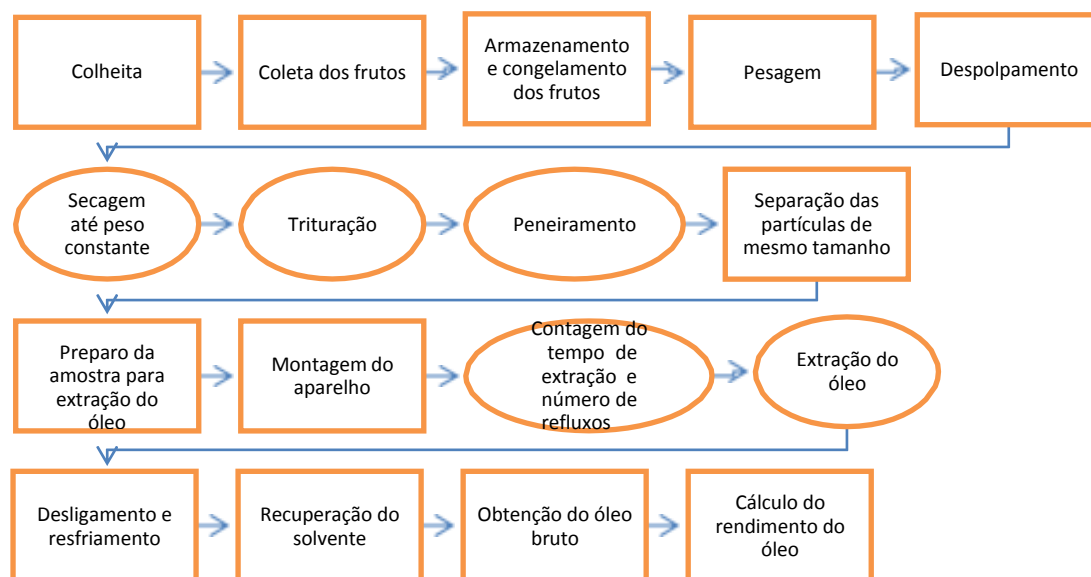 Colheita
Coleta dos frutos
Armazenamento
e congelamento
dos frutos
Pesagem
Despolpamento
Secagem
até peso
constante
Trituração
Peneiramento
Separação das
partículas de
mesmo tamanho
Preparo da
amostra para
extração do
óleo
Montagem do
aparelho
Contagem do
tempo de
extração e
número de
refluxos
Extração do
óleo
Desligamento e
resfriamento
Recuperação do
solvente
Obtenção do óleo
bruto
Cálculo do
rendimento do
óleo